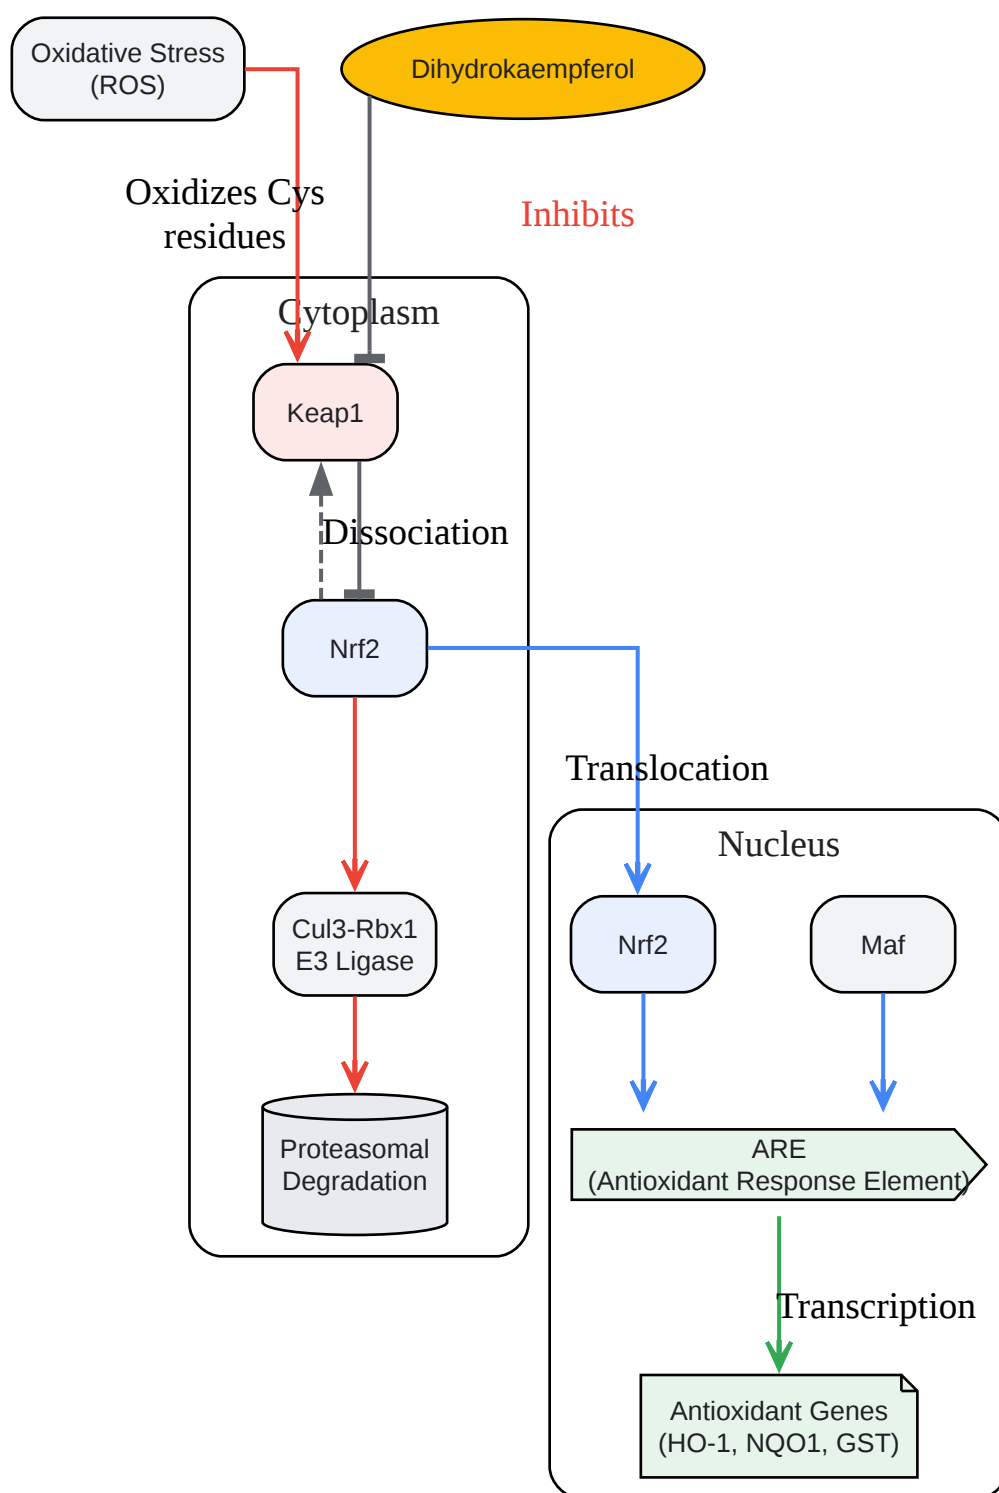 Oxidative Stress
(ROS)
Dihydrokaempferol
Oxidizes Cys
residues
Inhibits
Cytoplasm
Keap1
Dissociation
Nrf2
Translocation
Nucleus
Cul3-Rbx1
E3 Ligase
Nrf2
Maf
Proteasomal
Degradation
ARE
(Antioxidant Response Element)
Transcription
Antioxidant Genes
(HO-1, NQO1, GST)